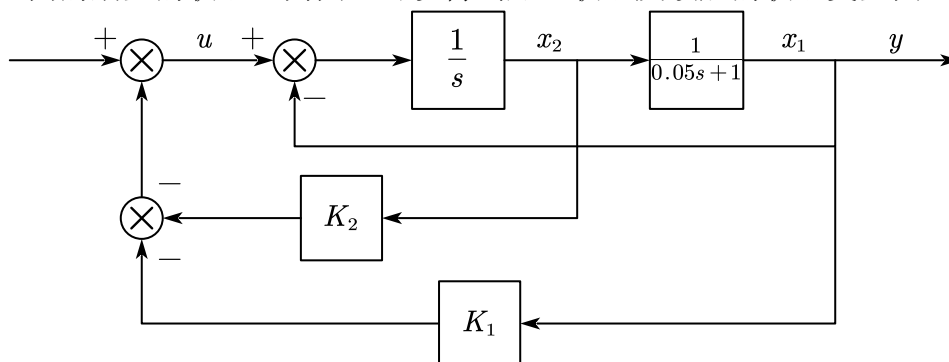 + u + 1/s x₂ 1/(0.05s+1) x₁ y
−
− K₂
−
K₁